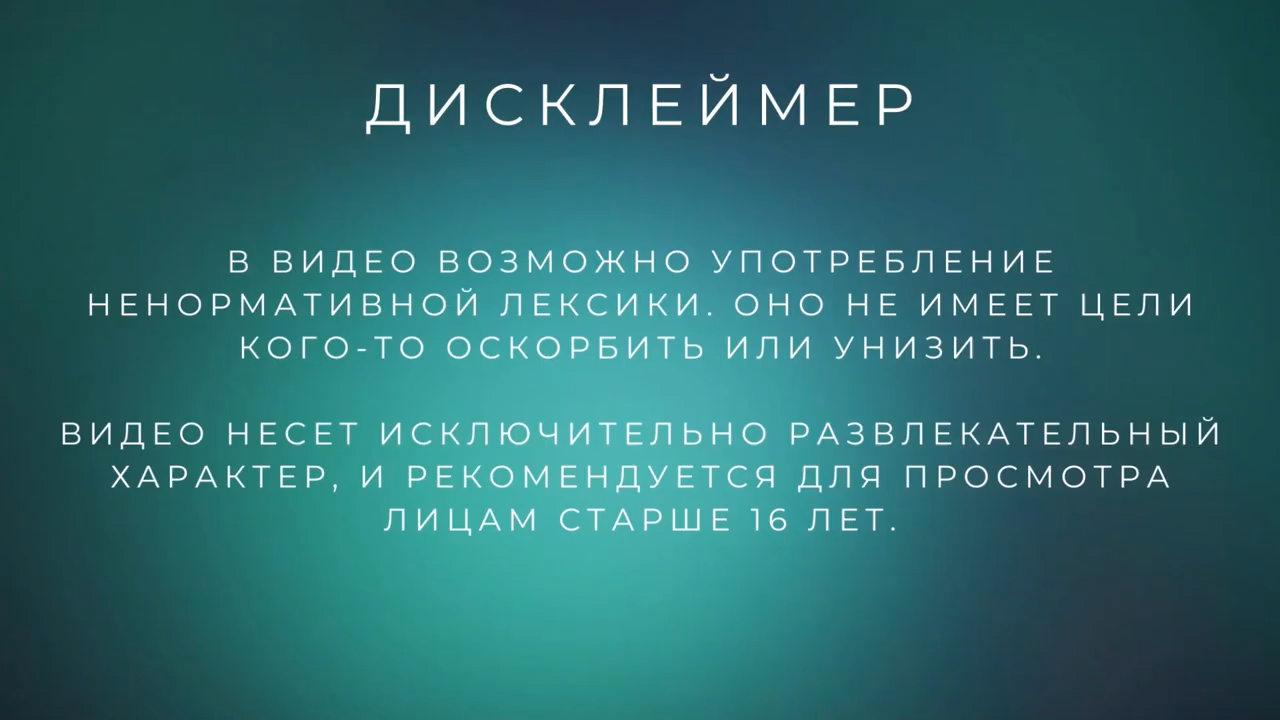 ДИСКЛЕЙМЕР
В ВИДЕО ВОЗМОЖНО УПОТРЕБЛЕНИЕ
НЕНОРМАТИВНОЙ ЛЕКСИКИ. ОНО НЕ ИМЕЕТ ЦЕЛИ
КОГО-ТО ОСКОРБИТЬ ИЛИ УНИЗИТЬ.
ВИДЕО НЕСЕТ ИСКЛЮЧИТЕЛЬНО РАЗВЛЕКАТЕЛЬНЫЙ
ХАРАКТЕР, И РЕКОМЕНДУЕТСЯ ДЛЯ ПРОСМОТРА
ЛИЦАМ СТАРШЕ 16 ЛЕТ.